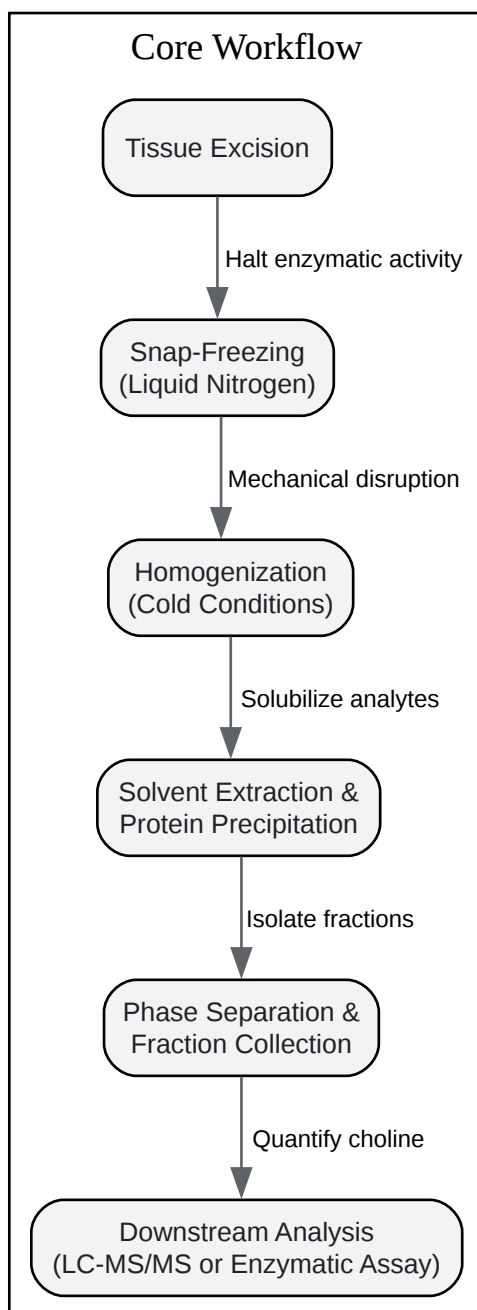 Core Workflow
Tissue Excision
Halt enzymatic activity
Snap-Freezing
(Liquid Nitrogen)
Mechanical disruption
Homogenization
(Cold Conditions)
Solubilize analytes
Solvent Extraction &
Protein Precipitation
Isolate fractions
Phase Separation &
Fraction Collection
Quantify choline
Downstream Analysis
(LC-MS/MS or Enzymatic Assay)